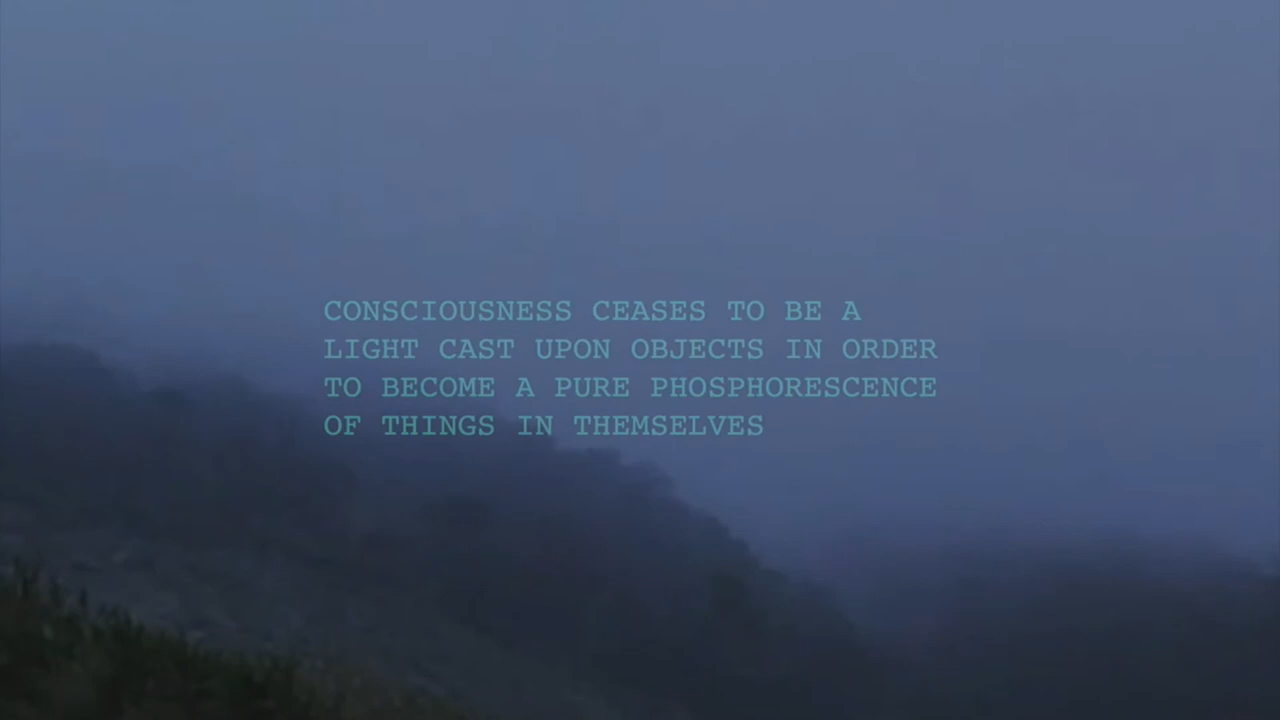 CONSCIOUSNESS CEASES TO BE A
LIGHT CAST UPON OBJECTS IN ORDER
TO BECOME A PURE PHOSPHORESCENCE
OF THINGS IN THEMSELVES